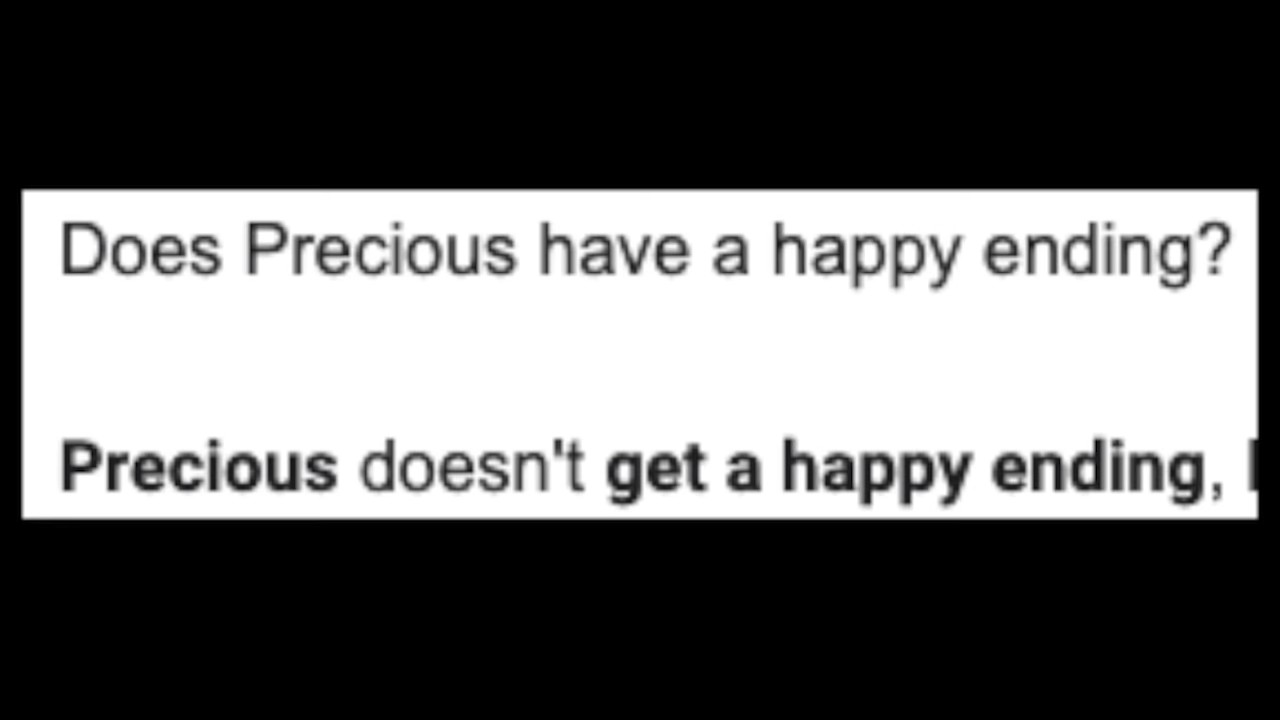 Does Precious have a happy ending?
Precious doesn't get a happy ending,